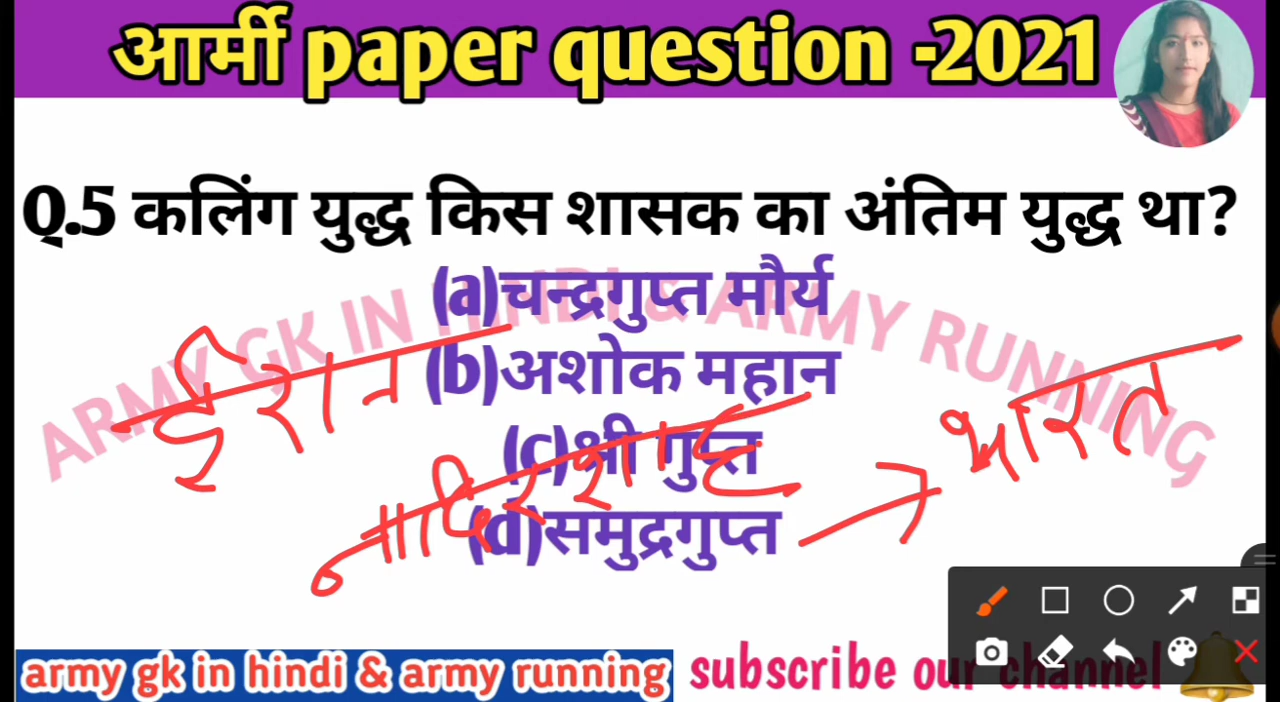 आर्मी paper question -2021
Q.5 कलिंग युद्ध किस शासक का अंतिम युद्ध था?
(a)चन्द्रगुप्त मौर्य
(b)अशोक महान
(c)श्री गुप्त
(d)समुद्रगुप्त
ARMY GK IN HINDI & ARMY RUNNING
ईरान
नादिरशाह → भारत
army gk in hindi & army running
subscribe our channel